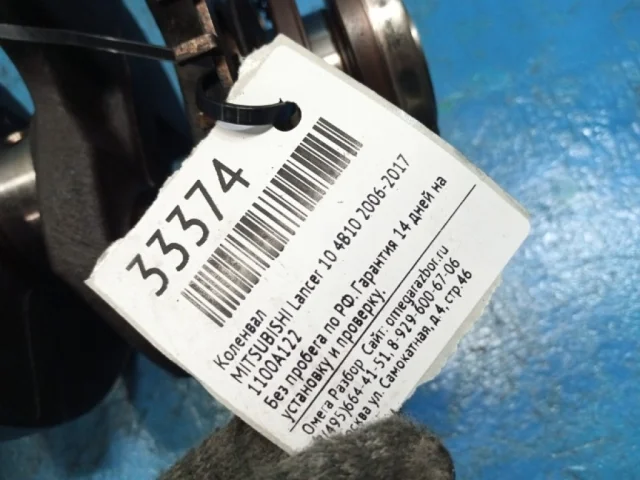 33374
Коленвал
MITSUBISHI Lancer 10 4B10 2006-2017
1100A122
Без пробега по РФ. Гарантия 14 дней на
установку и проверку.
Омега Разбор Сайт: omegarazbor.ru
(495)664-41-51, 8-929-600-67-06
ул. Самокатная, д.4, стр.46